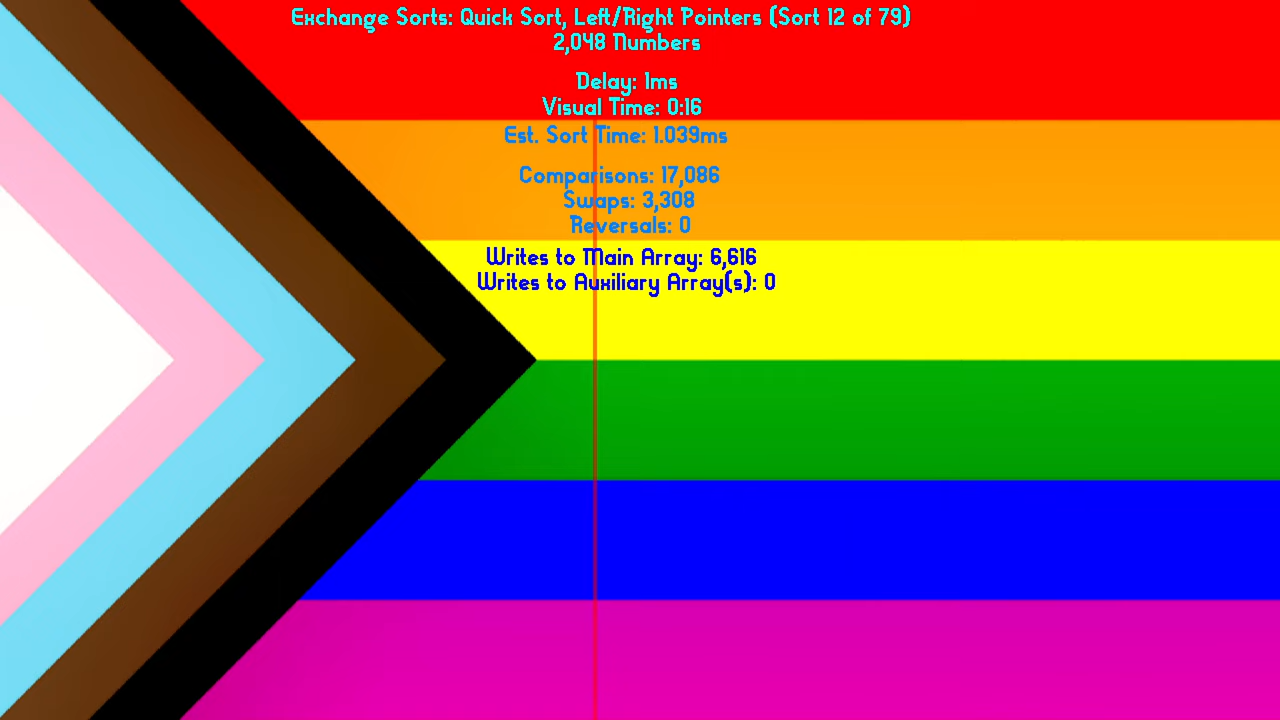 Exchange Sorts: Quick Sort, Left/Right Pointers (Sort 12 of 79)
2,048 Numbers
Delay: 1ms
Visual Time: 0:16
Est. Sort Time: 1.039ms
Comparisons: 17,086
Swaps: 3,308
Reversals: 0
Writes to Main Array: 6,616
Writes to Auxiliary Array(s): 0